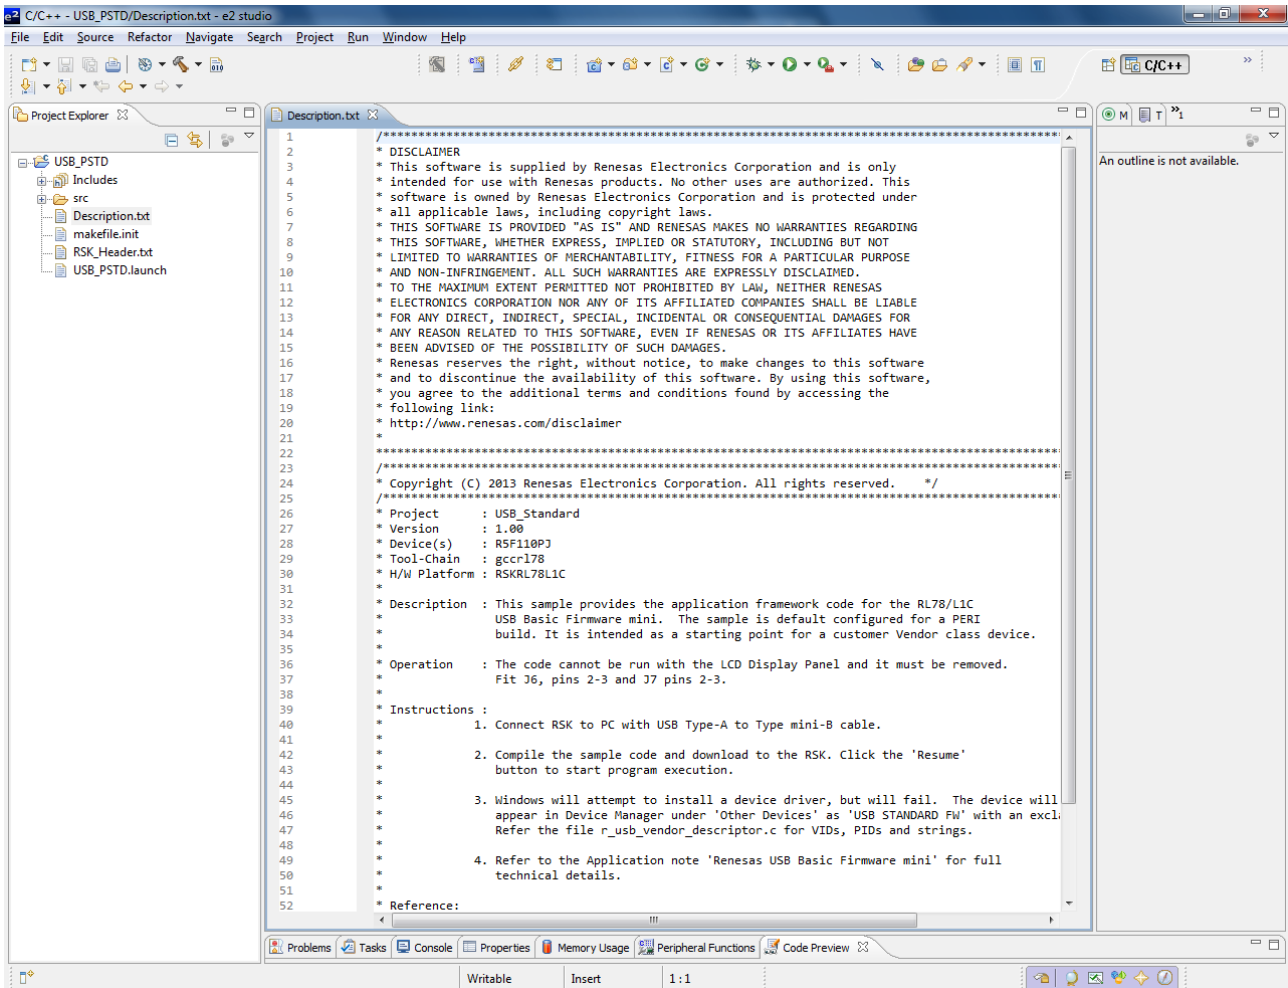 C/C++ - USB_PSTD/Description.txt - e2 studio
File Edit Source Refactor Navigate Search Project Run Window Help
C/C++
Project Explorer
Description.txt
M T 1
USB_PSTD
Includes
src
Description.txt
makefile.init
RSK_Header.txt
USB_PSTD.launch
An outline is not available.
1 /*************************************************************************************************
2 * DISCLAIMER
3 * This software is supplied by Renesas Electronics Corporation and is only
4 * intended for use with Renesas products. No other uses are authorized. This
5 * software is owned by Renesas Electronics Corporation and is protected under
6 * all applicable laws, including copyright laws.
7 * THIS SOFTWARE IS PROVIDED "AS IS" AND RENESAS MAKES NO WARRANTIES REGARDING
8 * THIS SOFTWARE, WHETHER EXPRESS, IMPLIED OR STATUTORY, INCLUDING BUT NOT
9 * LIMITED TO WARRANTIES OF MERCHANTABILITY, FITNESS FOR A PARTICULAR PURPOSE
10 * AND NON-INFRINGEMENT. ALL SUCH WARRANTIES ARE EXPRESSLY DISCLAIMED.
11 * TO THE MAXIMUM EXTENT PERMITTED NOT PROHIBITED BY LAW, NEITHER RENESAS
12 * ELECTRONICS CORPORATION NOR ANY OF ITS AFFILIATED COMPANIES SHALL BE LIABLE
13 * FOR ANY DIRECT, INDIRECT, SPECIAL, INCIDENTAL OR CONSEQUENTIAL DAMAGES FOR
14 * ANY REASON RELATED TO THIS SOFTWARE, EVEN IF RENESAS OR ITS AFFILIATES HAVE
15 * BEEN ADVISED OF THE POSSIBILITY OF SUCH DAMAGES.
16 * Renesas reserves the right, without notice, to make changes to this software
17 * and to discontinue the availability of this software. By using this software,
18 * you agree to the additional terms and conditions found by accessing the
19 * following link:
20 * http://www.renesas.com/disclaimer
21 *
22 *************************************************************************************************
23 /*************************************************************************************************
24 * Copyright (C) 2013 Renesas Electronics Corporation. All rights reserved. */
25 /*************************************************************************************************
26 * Project : USB_Standard
27 * Version : 1.00
28 * Device(s) : R5F110PJ
29 * Tool-Chain : gccrl78
30 * H/W Platform : RSKRL78L1C
31 *
32 * Description : This sample provides the application framework code for the RL78/L1C
33 * USB Basic Firmware mini. The sample is default configured for a PERI
34 * build. It is intended as a starting point for a customer Vendor class device.
35 *
36 * Operation : The code cannot be run with the LCD Display Panel and it must be removed.
37 * Fit J6, pins 2-3 and J7 pins 2-3.
38 *
39 * Instructions :
40 * 1. Connect RSK to PC with USB Type-A to Type mini-B cable.
41 *
42 * 2. Compile the sample code and download to the RSK. Click the 'Resume'
43 * button to start program execution.
44 *
45 * 3. Windows will attempt to install a device driver, but will fail. The device will
46 * appear in Device Manager under 'Other Devices' as 'USB STANDARD FW' with an excl
47 * Refer the file r_usb_vendor_descriptor.c for VIDs, PIDs and strings.
48 *
49 * 4. Refer to the Application note 'Renesas USB Basic Firmware mini' for full
50 * technical details.
51 *
52 * Reference:
Problems Tasks Console Properties Memory Usage Peripheral Functions Code Preview
Writable Insert 1:1